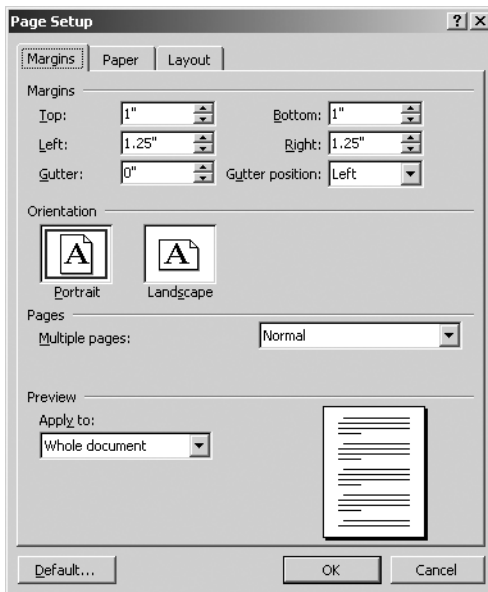 Page Setup
Margins Paper Layout
Margins
Top: 1" Bottom: 1"
Left: 1.25" Right: 1.25"
Gutter: 0" Gutter position: Left
Orientation
A A
Portrait Landscape
Pages
Multiple pages: Normal
Preview
Apply to:
Whole document
Default... OK Cancel